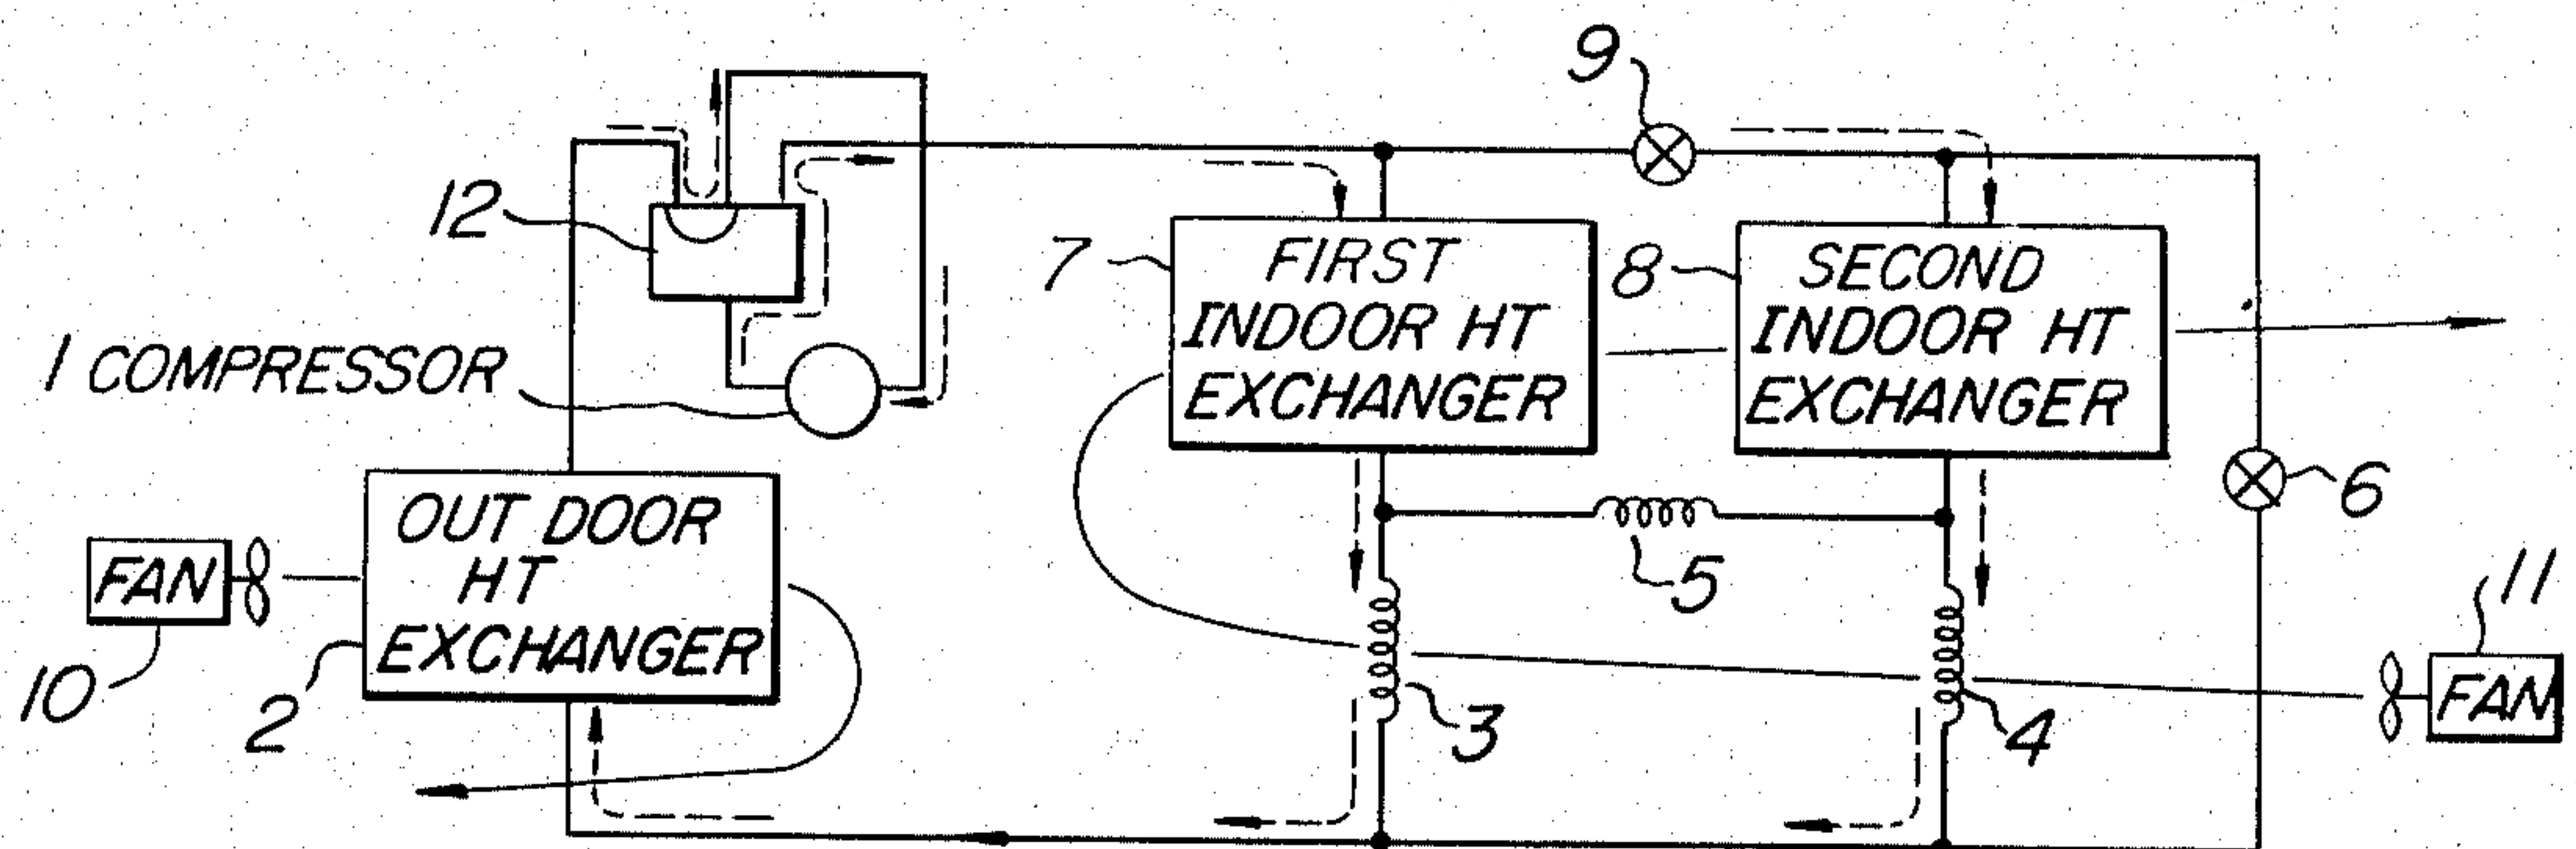 9
12
7
FIRST
INDOOR HT
EXCHANGER
8
SECOND
INDOOR HT
EXCHANGER
1 COMPRESSOR
6
OUT DOOR
HT
EXCHANGER
FAN
10
2
5
3
4
11
FAN